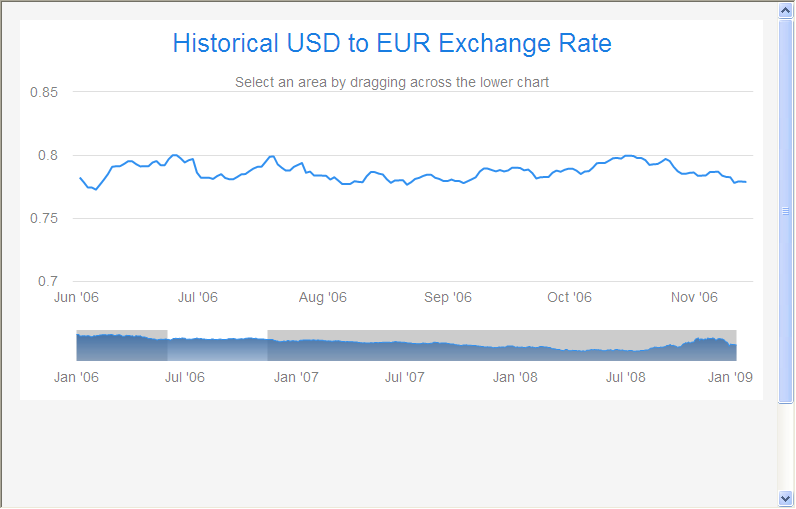 Historical USD to EUR Exchange Rate
Select an area by dragging across the lower chart
0.85
0.8
0.75
0.7
Jun '06 Jul '06 Aug '06 Sep '06 Oct '06 Nov '06
Jan '06 Jul '06 Jan '07 Jul '07 Jan '08 Jul '08 Jan '09